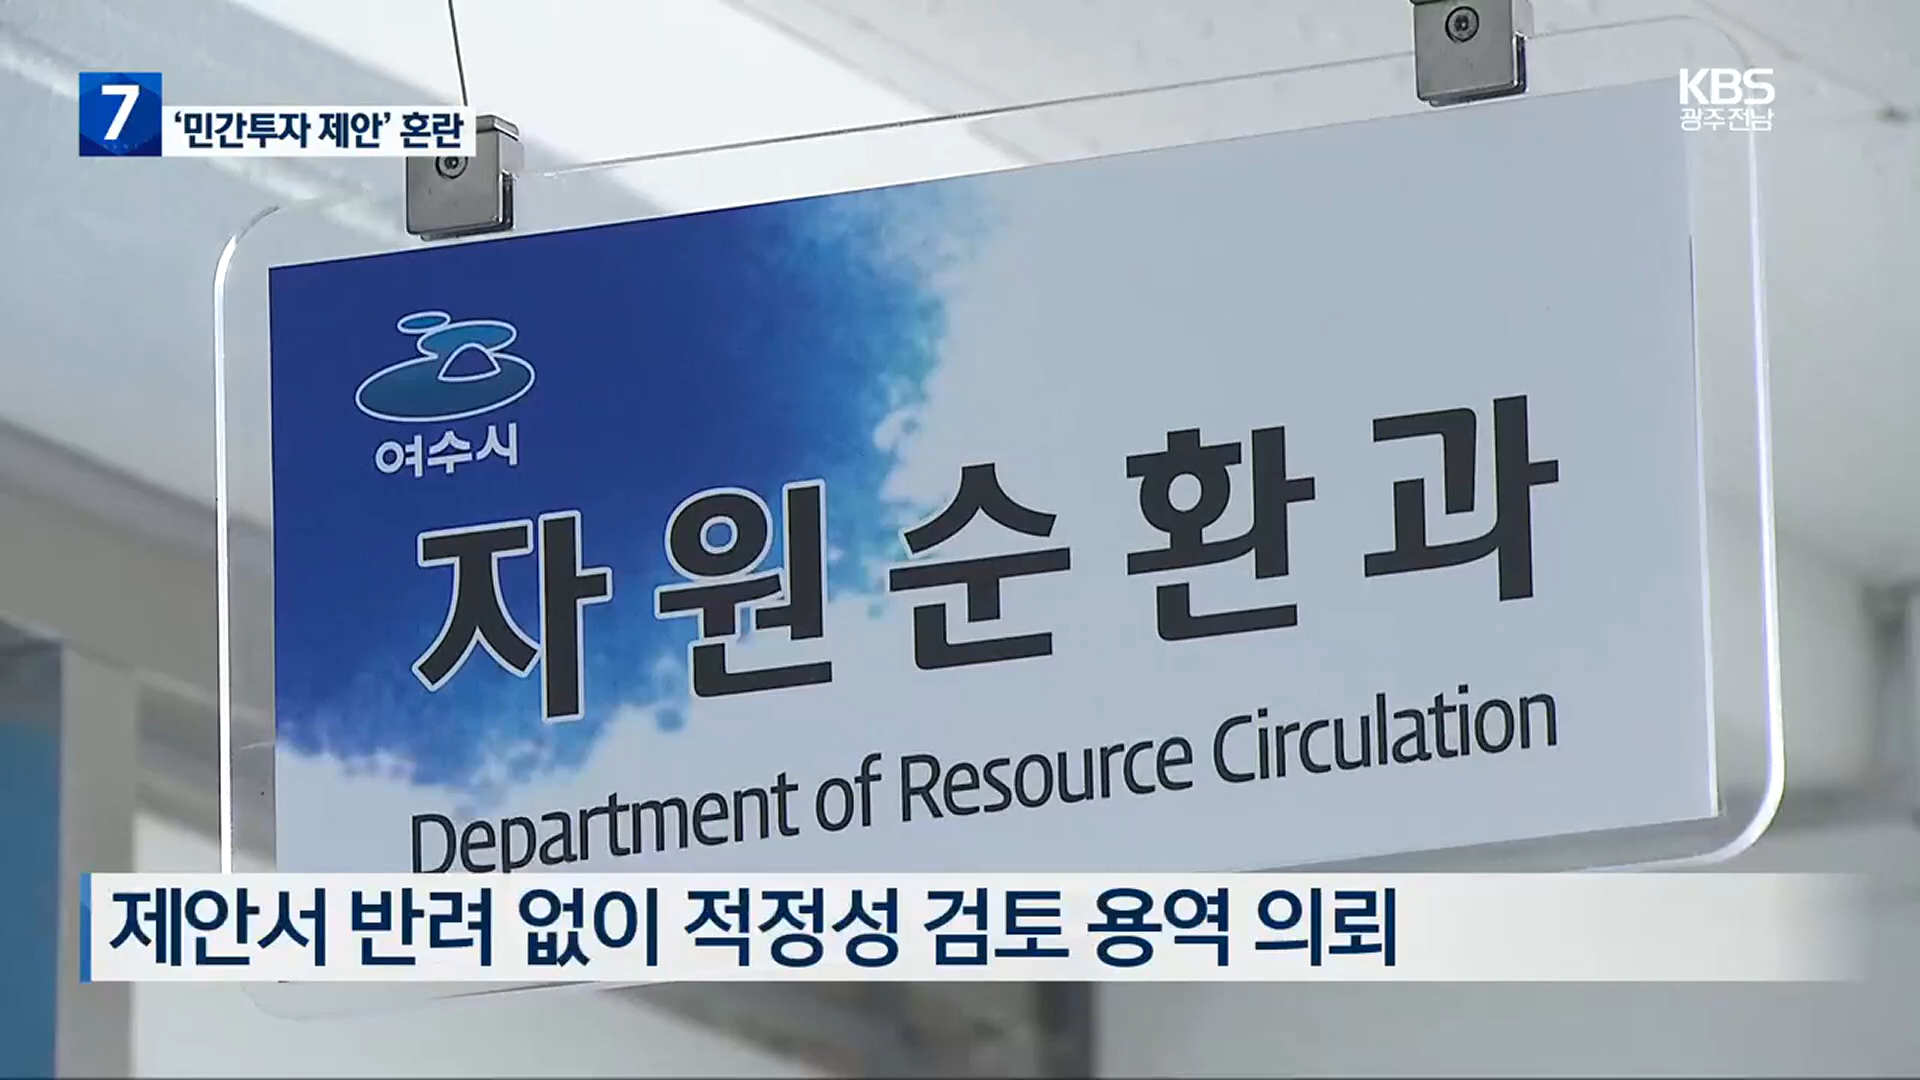 7
‘민간투자 제안’ 혼란
KBS
광주전남
여수시
자원순환과
Department of Resource Circulation
제안서 반려 없이 적정성 검토 용역 의뢰